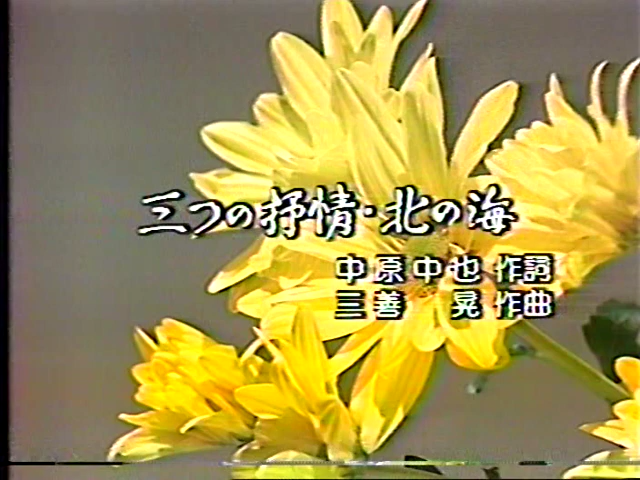 三つの抒情・北の海
中原中也 作詞
三善 晃 作曲